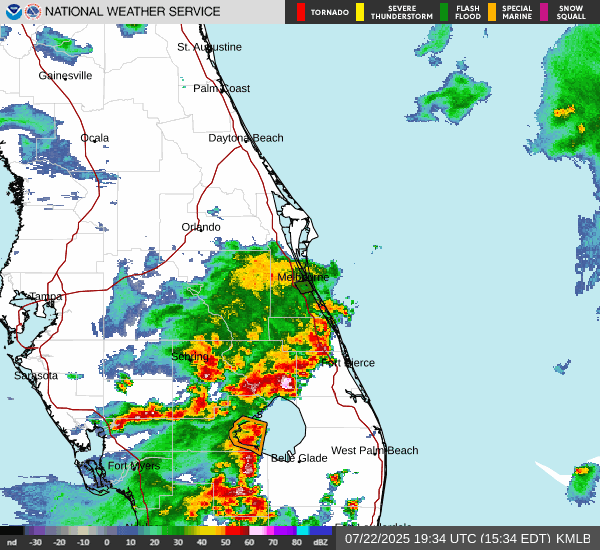 NATIONAL WEATHER SERVICE
TORNADO
SEVERE THUNDERSTORM
FLASH FLOOD
SPECIAL MARINE
SNOW SQUALL
St. Augustine
Gainesville
Palm Coast
Ocala
Daytona Beach
Orlando
Melbourne
Tampa
Sebring
Fort Pierce
Sarasota
West Palm Beach
Belle Glade
Fort Myers
nd -30 -20 -10 0 10 20 30 40 50 60 70 80 dBZ
07/22/2025 19:34 UTC (15:34 EDT) KMLB